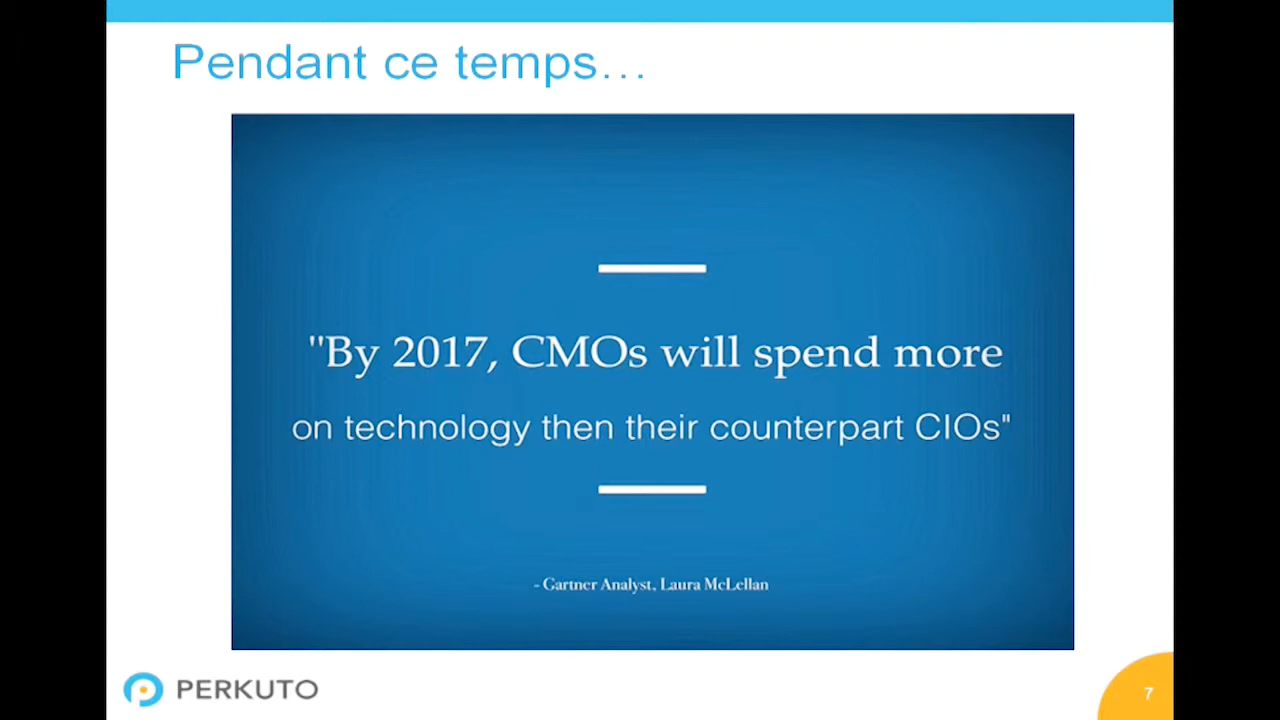 Pendant ce temps...
"By 2017, CMOs will spend more
on technology then their counterpart CIOs"
- Gartner Analyst, Laura McLellan
PERKUTO
7